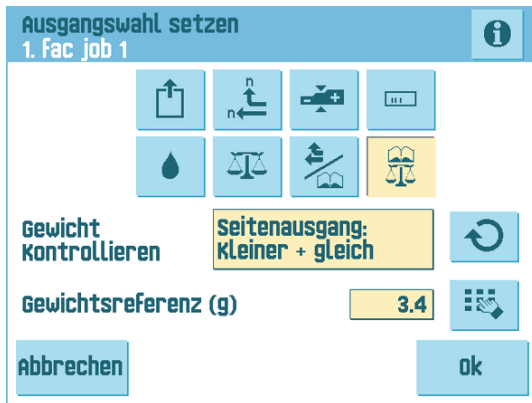 Ausgangswahl setzen
1. Fac job 1
n
n
Gewicht
Kontrollieren
Seitenausgang:
Kleiner + gleich
Gewichtsreferenz (g)
3.4
Abbrechen
Ok